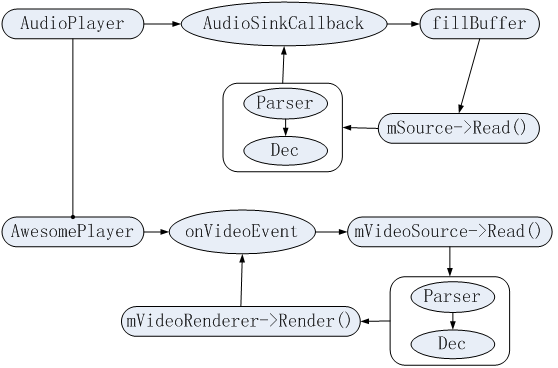 AudioPlayer
AudioSinkCallback
fillBuffer
Parser
Dec
mSource->Read()
AwesomePlayer
onVideoEvent
mVideoSource->Read()
mVideoRenderer->Render()
Parser
Dec